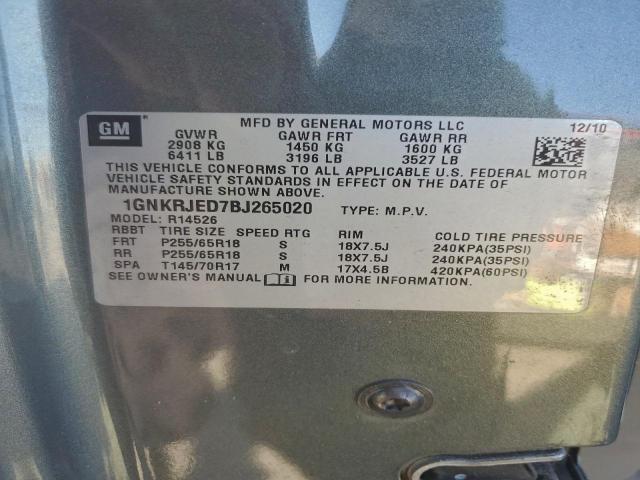 GM MFD BY GENERAL MOTORS LLC 12/10
GVWR GAWR FRT GAWR RR
2908 KG 1450 KG 1600 KG
6411 LB 3196 LB 3527 LB
THIS VEHICLE CONFORMS TO ALL APPLICABLE U.S. FEDERAL MOTOR
VEHICLE SAFETY STANDARDS IN EFFECT ON THE DATE OF
MANUFACTURE SHOWN ABOVE.
1GNKRJED7BJ265020 TYPE: M.P.V.
MODEL: R14526
RBBT TIRE SIZE SPEED RTG RIM COLD TIRE PRESSURE
FRT P255/65R18 S 18X7.5J 240KPA(35PSI)
RR P255/65R18 S 18X7.5J 240KPA(35PSI)
SPA T145/70R17 M 17X4.5B 420KPA(60PSI)
SEE OWNER'S MANUAL FOR MORE INFORMATION.